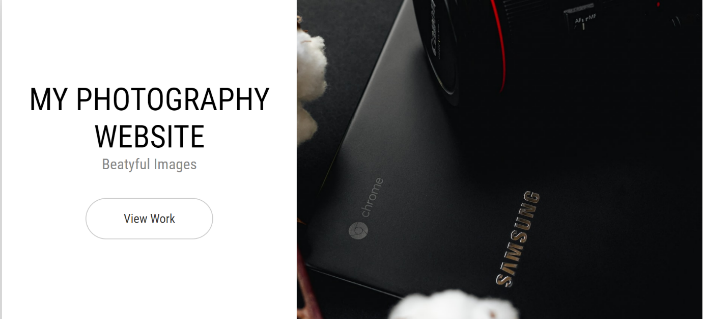 MY PHOTOGRAPHY
WEBSITE
Beatyful Images
View Work
chrome
SAMSUNG